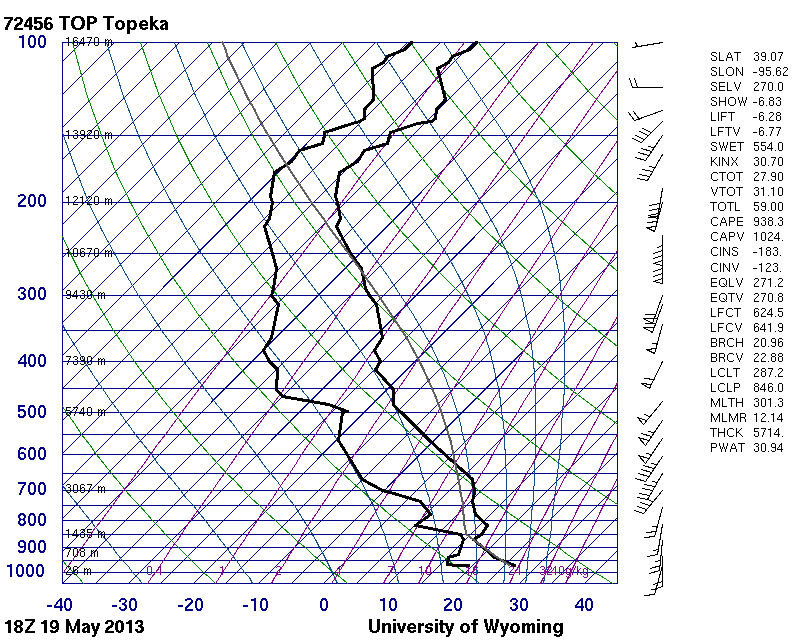 72456 TOP Topeka
100
16470 m
13920 m
200
12120 m
10670 m
300
9430 m
400
7390 m
500
5740 m
600
700
3067 m
800
1435 m
900
708 m
1000
26 m
0.4
1
2
4
7
10
16
g/kg
-40 -30 -20 -10 0 10 20 30 40
18Z 19 May 2013 University of Wyoming
SLAT 39.07
SLON -95.62
SELV 270.0
SHOW -6.83
LIFT -6.28
LFTV -6.77
SWET 554.0
KINX 30.70
CTOT 27.90
VTOT 31.10
TOTL 59.00
CAPE 938.3
CAPV 1024.
CINS -183.
CINV -123.
EQLV 271.2
EQTV 270.8
LFCT 624.5
LFCV 641.9
BRCH 20.96
BRCV 22.88
LCLT 287.2
LCLP 846.0
MLTH 301.3
MLMR 12.14
THCK 5714.
PWAT 30.94